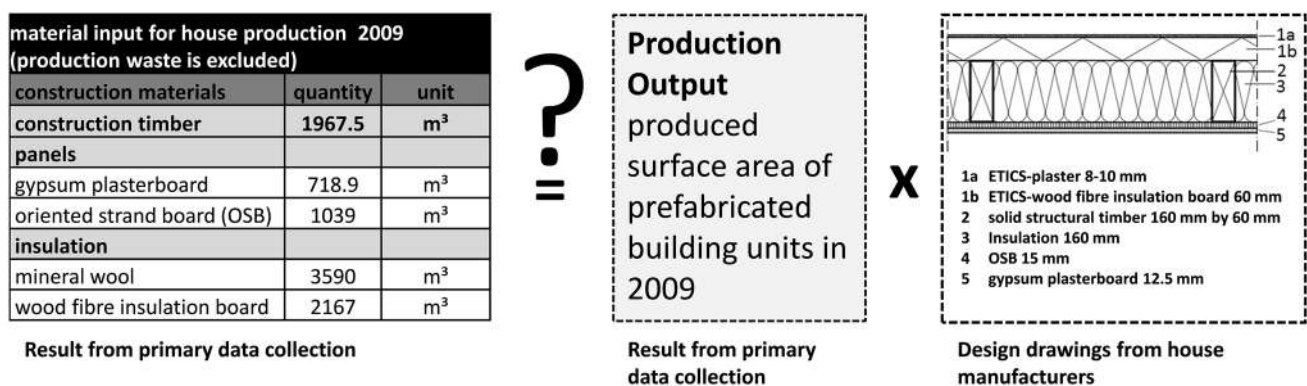 material input for house production 2009
(production waste is excluded)
construction materials quantity unit
construction timber 1967.5 m³
panels
gypsum plasterboard 718.9 m³
oriented strand board (OSB) 1039 m³
insulation
mineral wool 3590 m³
wood fibre insulation board 2167 m³
Result from primary data collection
?
=
Production
Output
produced
surface area of
prefabricated
building units in
2009
Result from primary
data collection
x
1a
1b
2
3
4
5
1a ETICS-plaster 8-10 mm
1b ETICS-wood fibre insulation board 60 mm
2 solid structural timber 160 mm by 60 mm
3 Insulation 160 mm
4 OSB 15 mm
5 gypsum plasterboard 12.5 mm
Design drawings from house
manufacturers